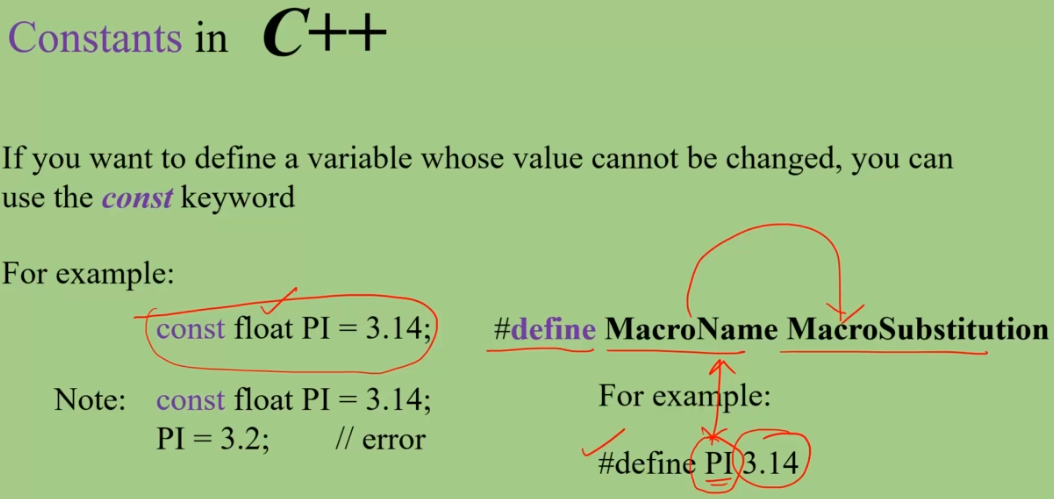 Constants in C++
If you want to define a variable whose value cannot be changed, you can
use the const keyword
For example:
const float PI = 3.14;
Note: const float PI = 3.14;
PI = 3.2; // error
#define MacroName MacroSubstitution
For example:
#define PI 3.14